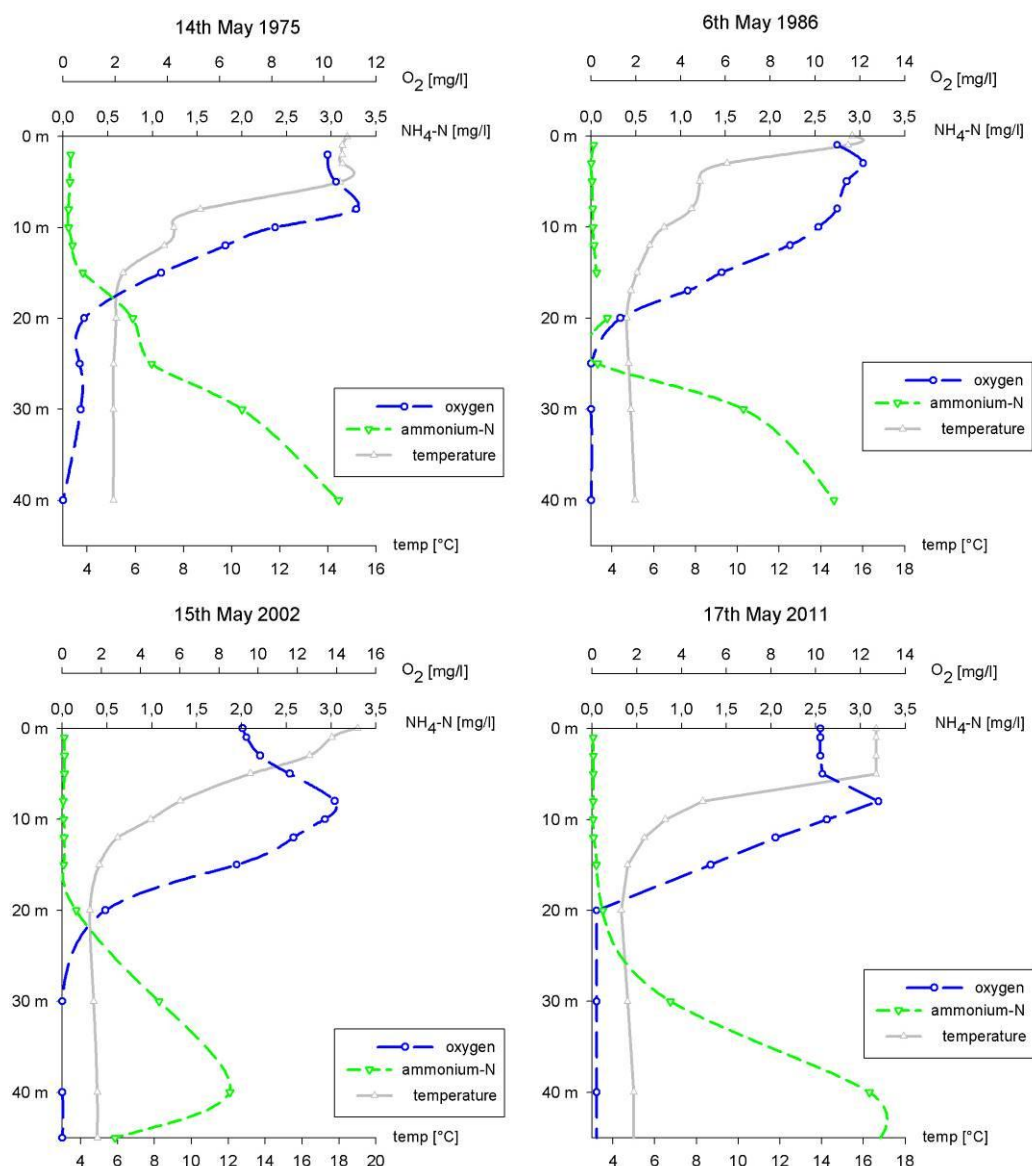 14th May 1975
0 2 4 6 8 10 12
O2 [mg/l]
0,0 0,5 1,0 1,5 2,0 2,5 3,0 3,5
NH4-N [mg/l]
0 m
10 m
20 m
30 m
40 m
oxygen
ammonium-N
temperature
temp [°C]
4 6 8 10 12 14 16
6th May 1986
0 2 4 6 8 10 12 14
O2 [mg/l]
0,0 0,5 1,0 1,5 2,0 2,5 3,0 3,5
NH4-N [mg/l]
0 m
10 m
20 m
30 m
40 m
oxygen
ammonium-N
temperature
temp [°C]
4 6 8 10 12 14 16 18
15th May 2002
0 2 4 6 8 10 12 14 16
O2 [mg/l]
0,0 0,5 1,0 1,5 2,0 2,5 3,0 3,5
NH4-N [mg/l]
0 m
10 m
20 m
30 m
40 m
oxygen
ammonium-N
temperature
temp [°C]
4 6 8 10 12 14 16 18 20
17th May 2011
0 2 4 6 8 10 12 14
O2 [mg/l]
0,0 0,5 1,0 1,5 2,0 2,5 3,0 3,5
NH4-N [mg/l]
0 m
10 m
20 m
30 m
40 m
oxygen
ammonium-N
temperature
temp [°C]
4 6 8 10 12 14 16 18